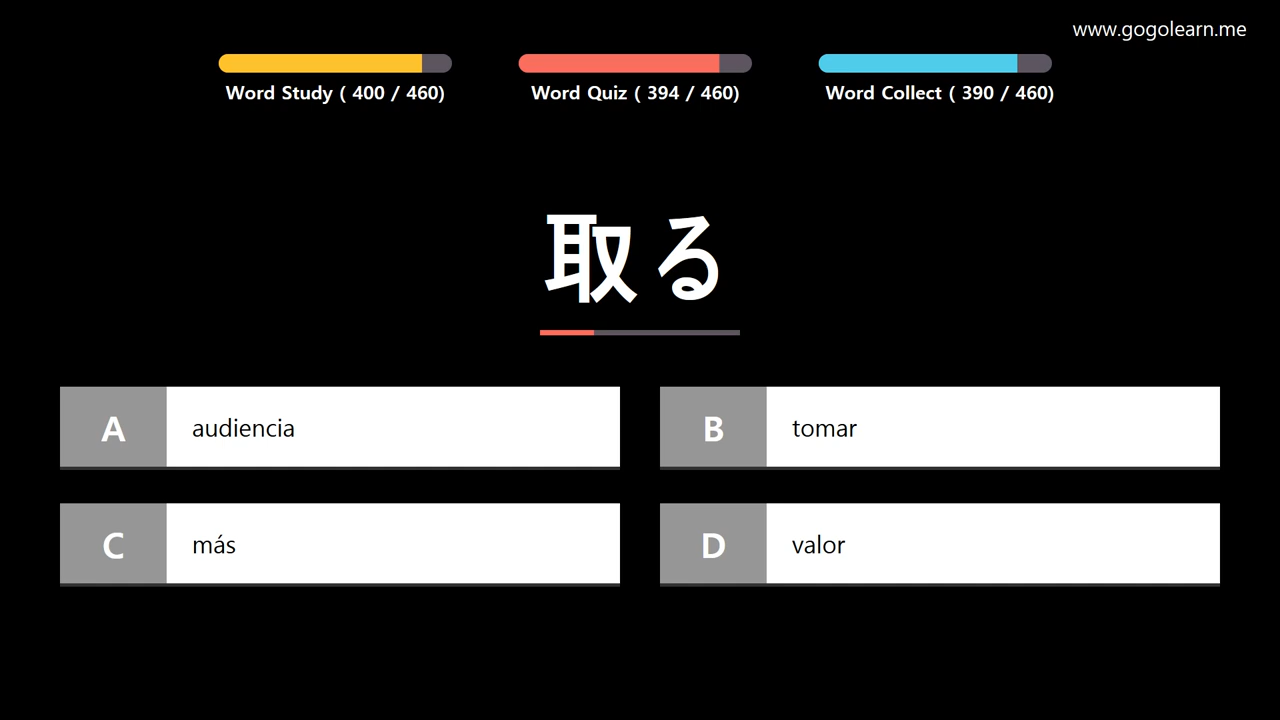 www.gogolearn.me
Word Study ( 400 / 460)
Word Quiz ( 394 / 460)
Word Collect ( 390 / 460)
取る
A audiencia
B tomar
C más
D valor